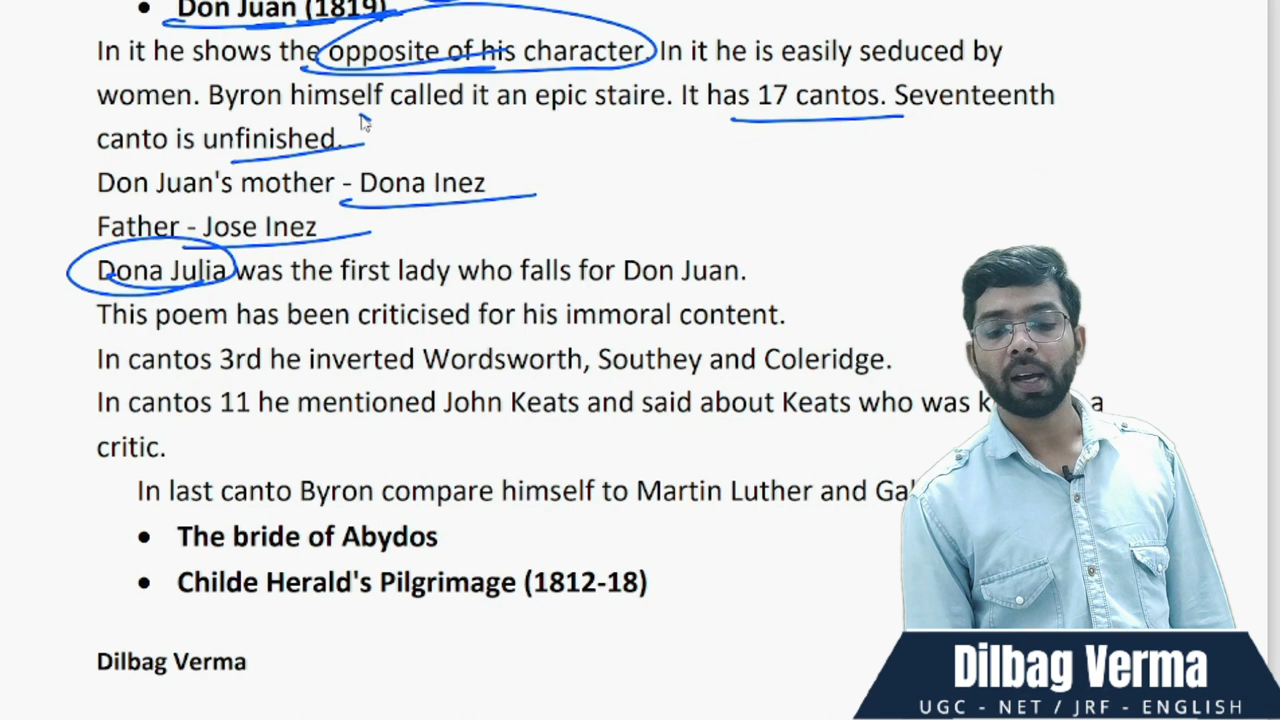 • Don Juan (1819)
In it he shows the opposite of his character. In it he is easily seduced by
women. Byron himself called it an epic staire. It has 17 cantos. Seventeenth
canto is unfinished.
Don Juan's mother - Dona Inez
Father - Jose Inez
Dona Julia was the first lady who falls for Don Juan.
This poem has been criticised for his immoral content.
In cantos 3rd he inverted Wordsworth, Southey and Coleridge.
In cantos 11 he mentioned John Keats and said about Keats who was a
critic.
In last canto Byron compare himself to Martin Luther and
• The bride of Abydos
• Childe Herald's Pilgrimage (1812-18)
Dilbag Verma
Dilbag Verma
UGC - NET / JRF - ENGLISH